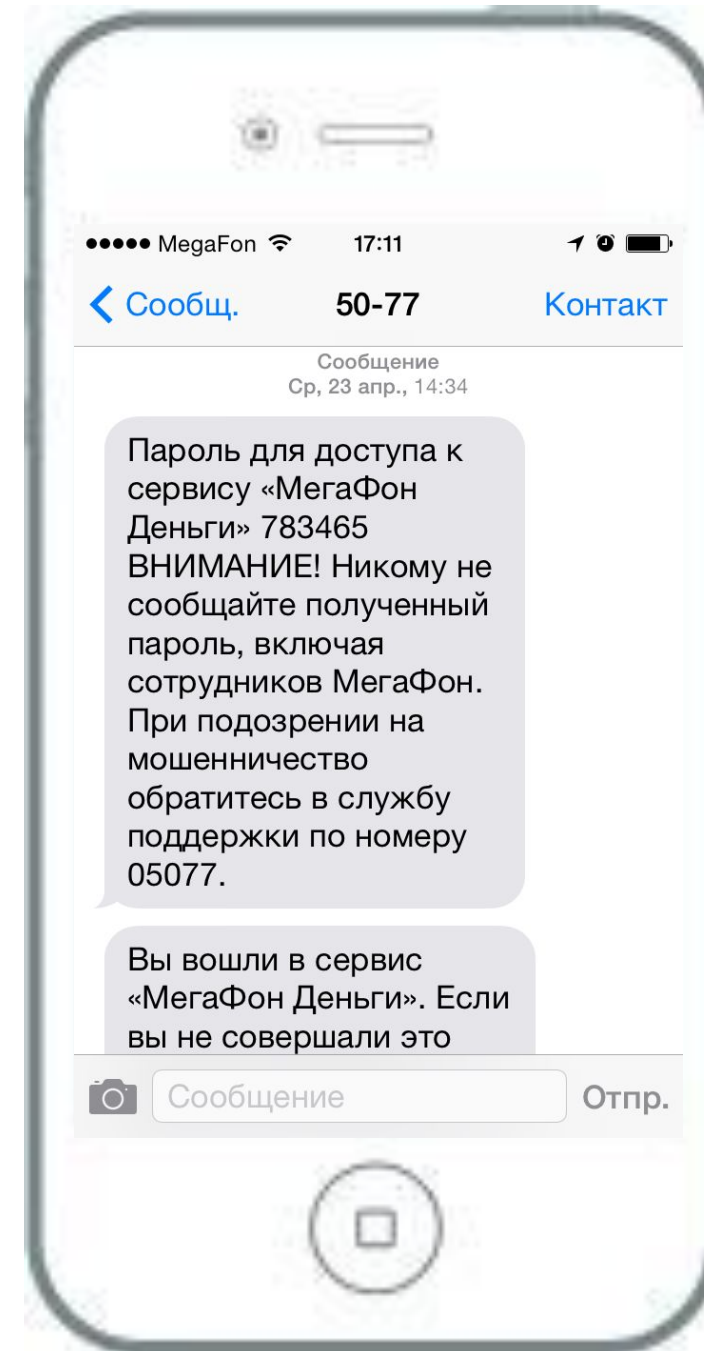 MegaFon 17:11
Сообщ. 50-77 Контакт
Сообщение
Ср, 23 апр., 14:34
Пароль для доступа к
сервису «МегаФон
Деньги» 783465
ВНИМАНИЕ! Никому не
сообщайте полученный
пароль, включая
сотрудников МегаФон.
При подозрении на
мошенничество
обратитесь в службу
поддержки по номеру
05077.
Вы вошли в сервис
«МегаФон Деньги». Если
вы не совершали это
Сообщение Отпр.